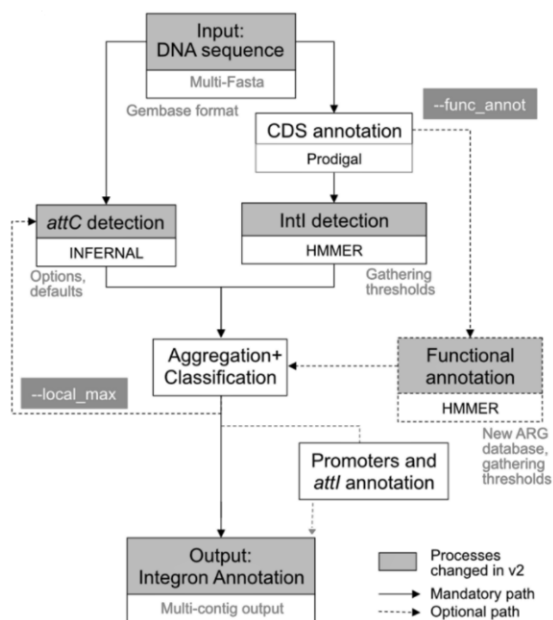 Input:
DNA sequence
Multi-Fasta
Gembase format
--func_annot
CDS annotation
Prodigal
attC detection
INFERNAL
Options,
defaults
IntI detection
HMMER
Gathering
thresholds
Aggregation+
Classification
Functional
annotation
HMMER
New ARG
database,
gathering
thresholds
--local_max
Promoters and
attI annotation
Output:
Integron Annotation
Multi-contig output
Processes
changed in v2
Mandatory path
Optional path